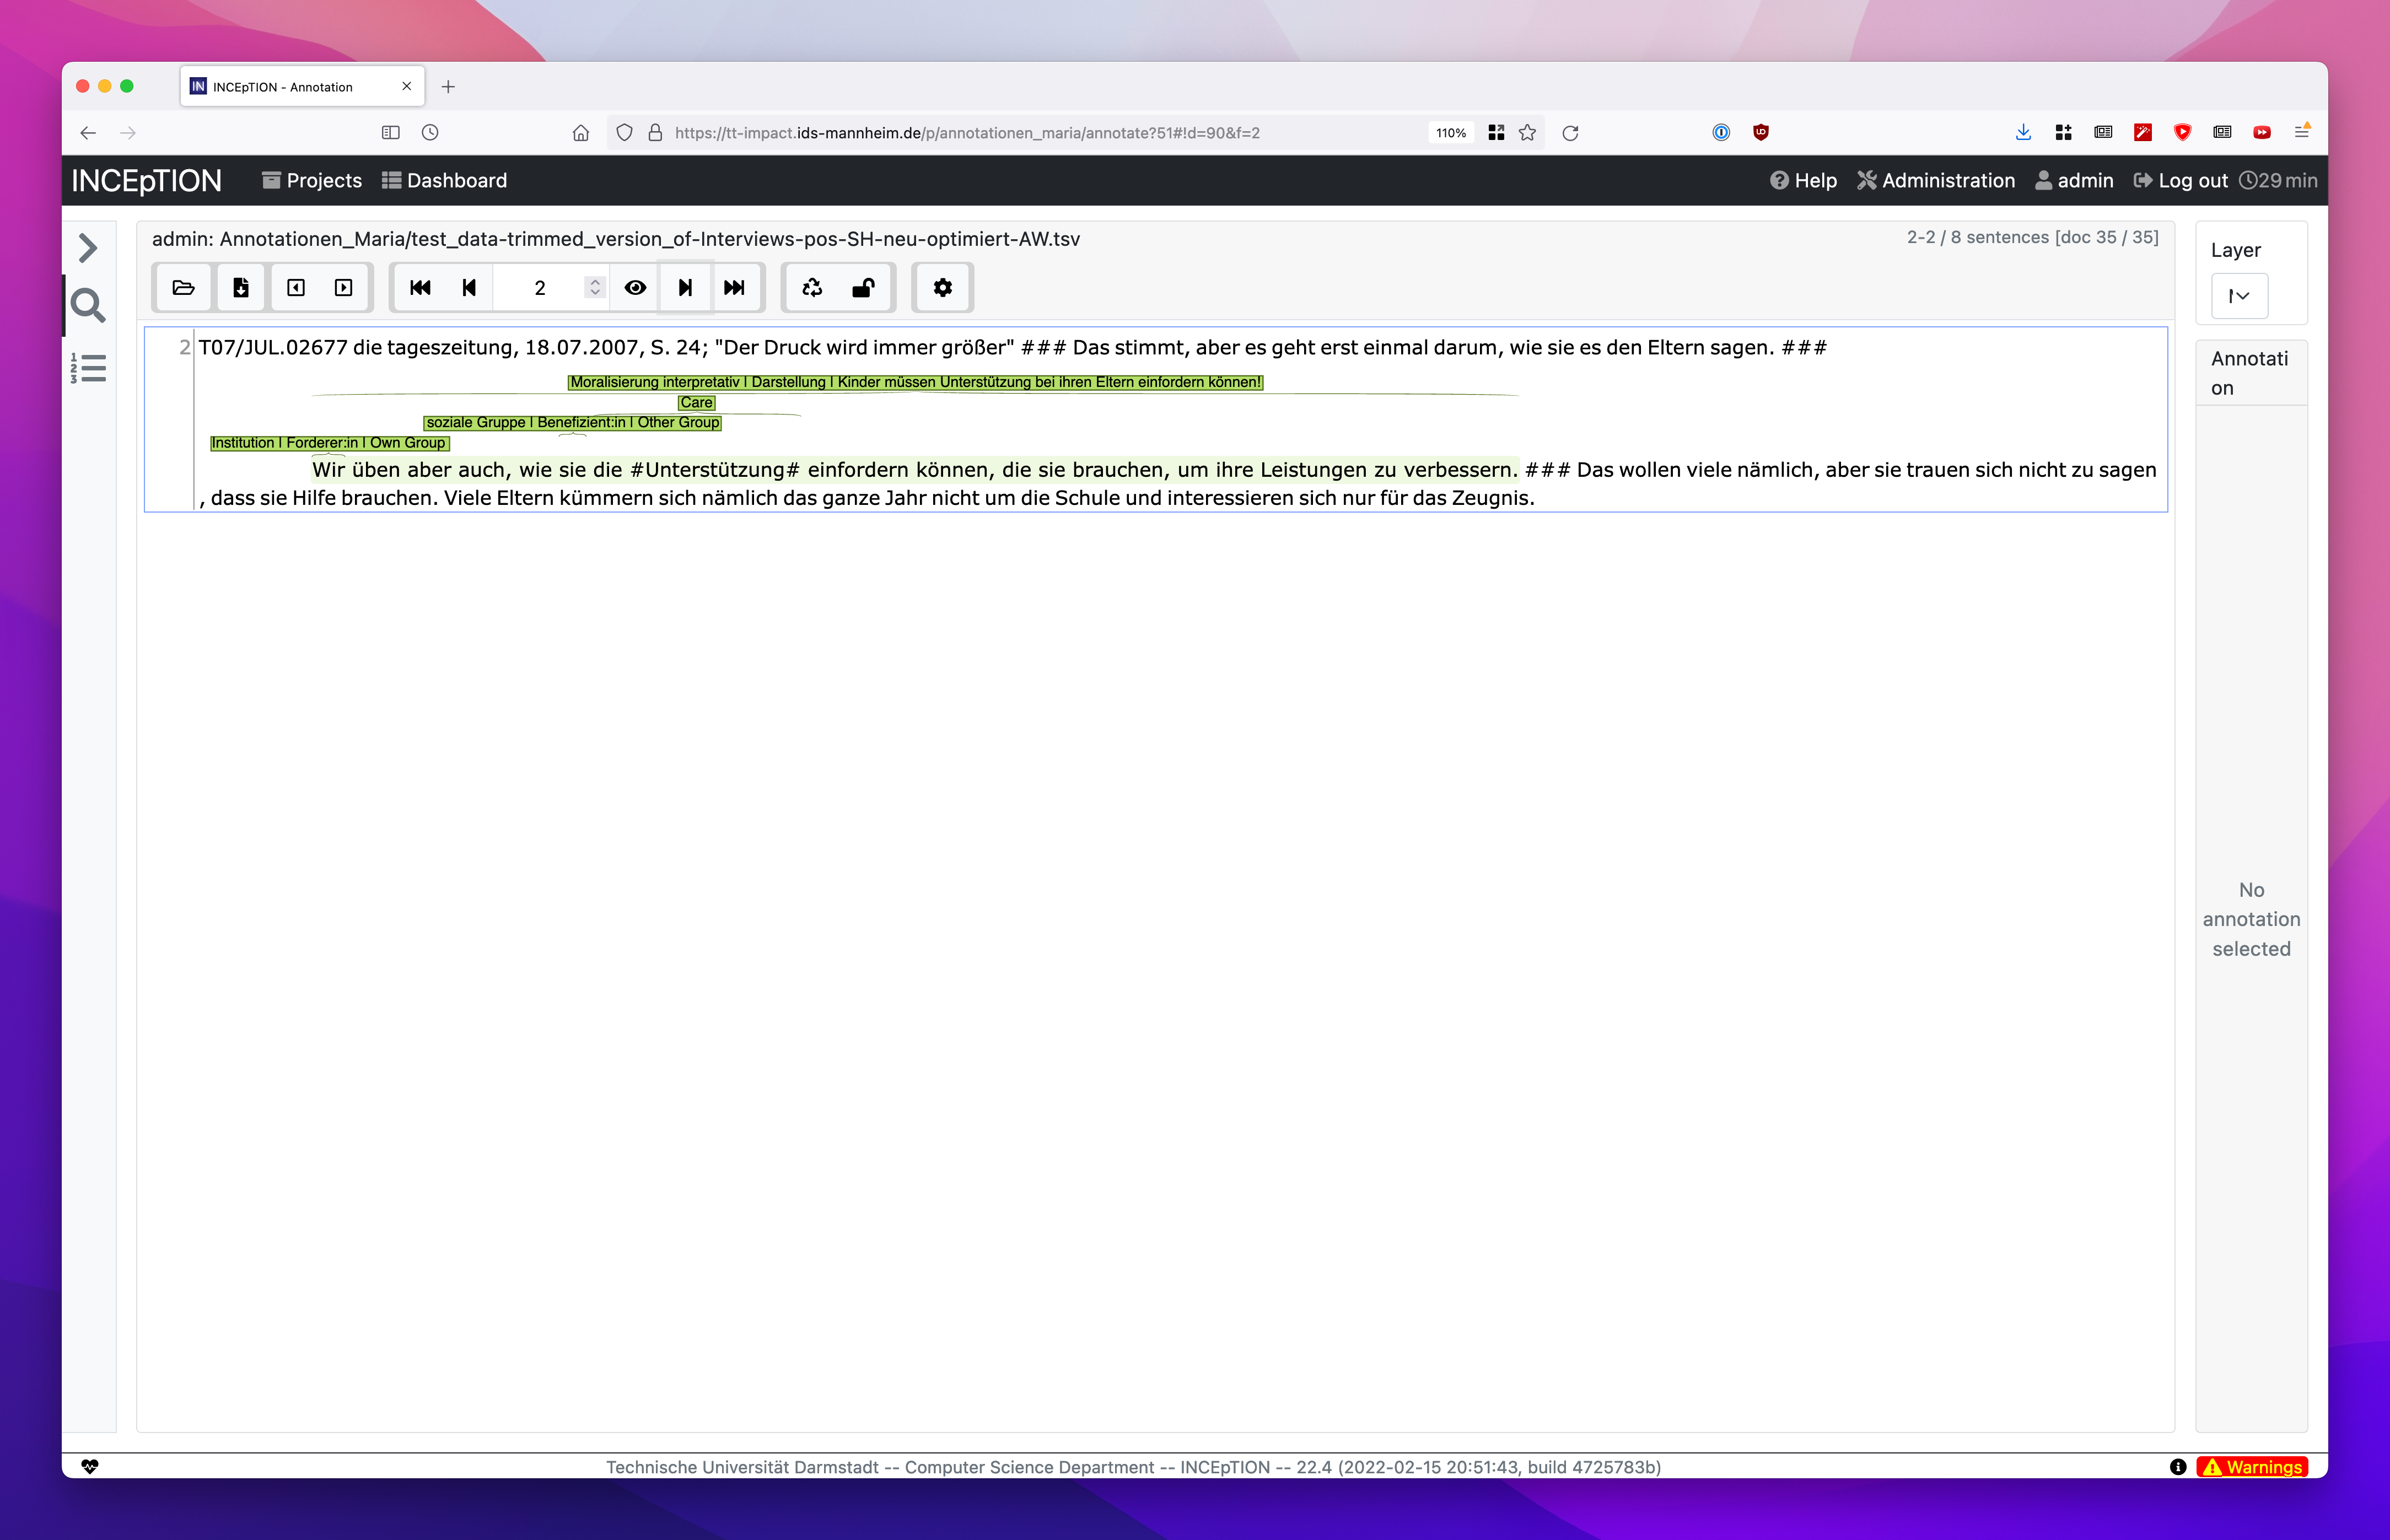 IN INCEpTION - Annotation
https://tt-impact.ids-mannheim.de/p/annotationen_maria/annotate?51#!d=90&f=2 110%
INCEpTION Projects Dashboard Help Administration admin Log out 29 min
admin: Annotationen_Maria/test_data-trimmed_version_of-Interviews-pos-SH-neu-optimiert-AW.tsv 2-2 / 8 sentences [doc 35 / 35]
2
2 T07/JUL.02677 die tageszeitung, 18.07.2007, S. 24; "Der Druck wird immer größer" ### Das stimmt, aber es geht erst einmal darum, wie sie es den Eltern sagen. ###
Moralisierung interpretativ | Darstellung | Kinder müssen Unterstützung bei ihren Eltern einfordern können!
Care
soziale Gruppe | Benefizient:in | Other Group
Institution | Forderer:in | Own Group
Wir üben aber auch, wie sie die #Unterstützung# einfordern können, die sie brauchen, um ihre Leistungen zu verbessern. ### Das wollen viele nämlich, aber sie trauen sich nicht zu sagen
, dass sie Hilfe brauchen. Viele Eltern kümmern sich nämlich das ganze Jahr nicht um die Schule und interessieren sich nur für das Zeugnis.
Layer
Annotati
on
No
annotation
selected
Technische Universität Darmstadt -- Computer Science Department -- INCEpTION -- 22.4 (2022-02-15 20:51:43, build 4725783b) Warnings